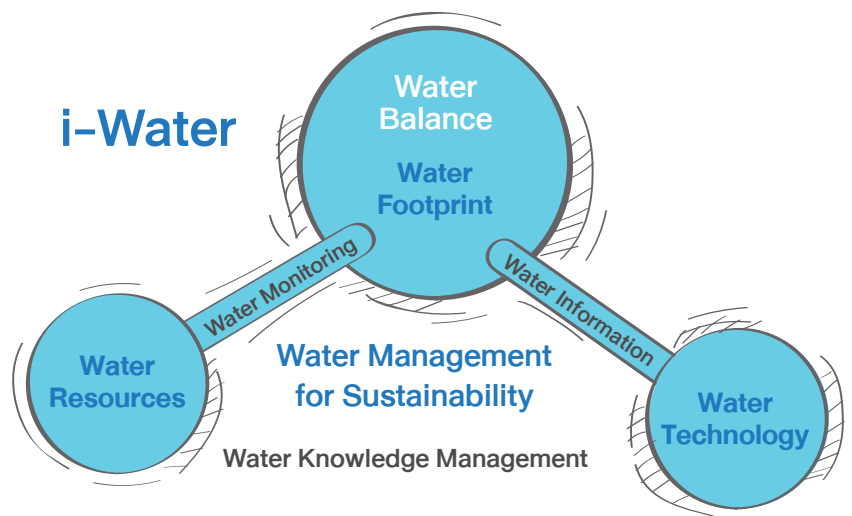 i-Water
Water
Balance
Water
Footprint
Water Monitoring
Water Information
Water
Resources
Water Management
for Sustainability
Water
Technology
Water Knowledge Management